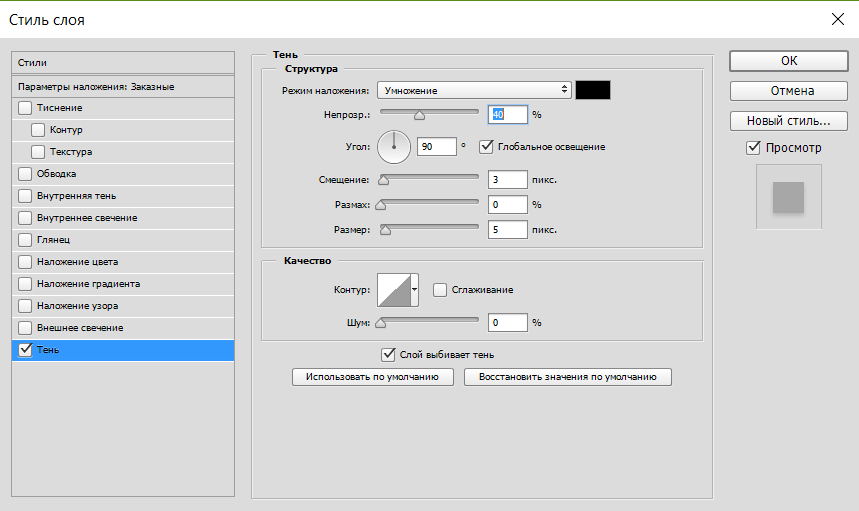 Стиль слоя
Стили
Параметры наложения: Заказные
Тиснение
Контур
Текстура
Обводка
Внутренняя тень
Внутреннее свечение
Глянец
Наложение цвета
Наложение градиента
Наложение узора
Внешнее свечение
Тень
Тень
Структура
Режим наложения: Умножение
Непрозр.: 40 %
Угол: 90 ° Глобальное освещение
Смещение: 3 пикс.
Размах: 0 %
Размер: 5 пикс.
Качество
Контур: Сглаживание
Шум: 0 %
Слой выбивает тень
Использовать по умолчанию Восстановить значения по умолчанию
OK
Отмена
Новый стиль...
Просмотр